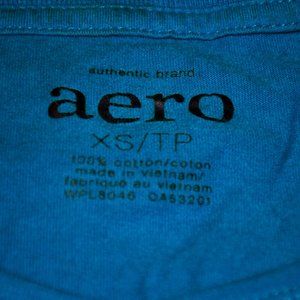 authentic brand
aero
XS/TP
100% cotton/coton
made in vietnam/
fabriqué au vietnam
WPL8046 CA53201